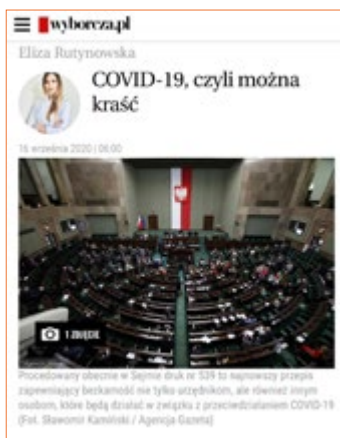 wyborcza.pl
Eliza Rutynowska
COVID-19, czyli można
kraść
16 września 2020 | 06:00
1 ZDJĘCIE
Procedowany obecnie w Sejmie druk nr 539 to najnowszy przepis
zapewniający bezkarność nie tylko urzędnikom, ale również innym
osobom, które będą działać w związku z przeciwdziałaniem COVID-19
(Fot. Sławomir Kamiński / Agencja Gazeta)